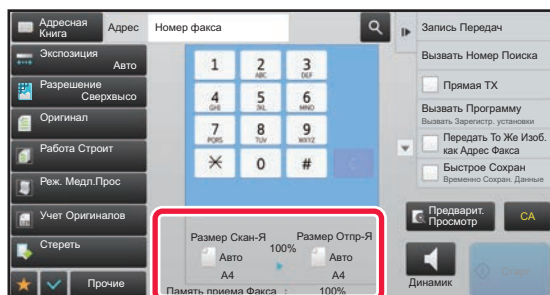 Адресная
Книга
Адрес
Номер факса
Экспозиция
Авто
Разрешение
Сверхвысо
Оригинал
Работа Строит
Реж. Медл.Прос
Учет Оригиналов
Стереть
Прочие
1
2
ABC
3
DEF
4
GHI
5
JKL
6
MNO
7
PQRS
8
TUV
9
WXYZ
0
#
C
Размер Скан-Я
100%
Размер Отпр-Я
Авто
Авто
A4
A4
Память приема Факса : 100%
Запись Передач
Вызвать Номер Поиска
Прямая TX
Вызвать Программу
Вызвать Зарегистр. установки
Передать То Же Изоб.
как Адрес Факса
Быстрое Сохран
Временно Сохран. Данные
Предварит.
Просмотр
CA
Динамик
Старт